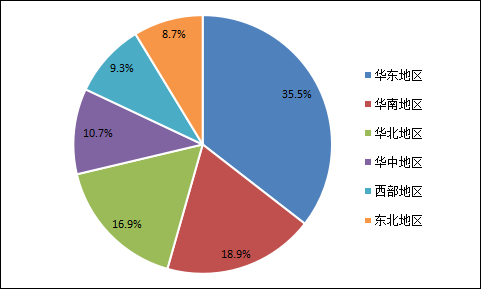 8.7%
9.3%
35.5%
10.7%
16.9%
18.9%
华东地区
华南地区
华北地区
华中地区
西部地区
东北地区